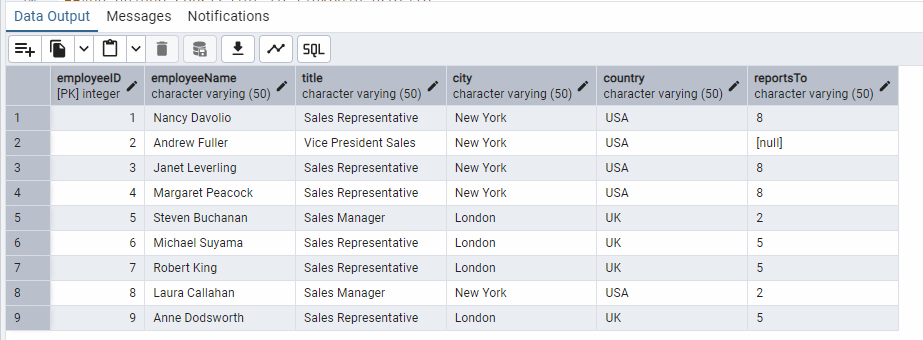 Data Output Messages Notifications
SQL
employeeID employeeName title city country reportsTo
[PK] integer character varying (50) character varying (50) character varying (50) character varying (50) character varying (50)
1 1 Nancy Davolio Sales Representative New York USA 8
2 2 Andrew Fuller Vice President Sales New York USA [null]
3 3 Janet Leverling Sales Representative New York USA 8
4 4 Margaret Peacock Sales Representative New York USA 8
5 5 Steven Buchanan Sales Manager London UK 2
6 6 Michael Suyama Sales Representative London UK 5
7 7 Robert King Sales Representative London UK 5
8 8 Laura Callahan Sales Manager New York USA 2
9 9 Anne Dodsworth Sales Representative London UK 5